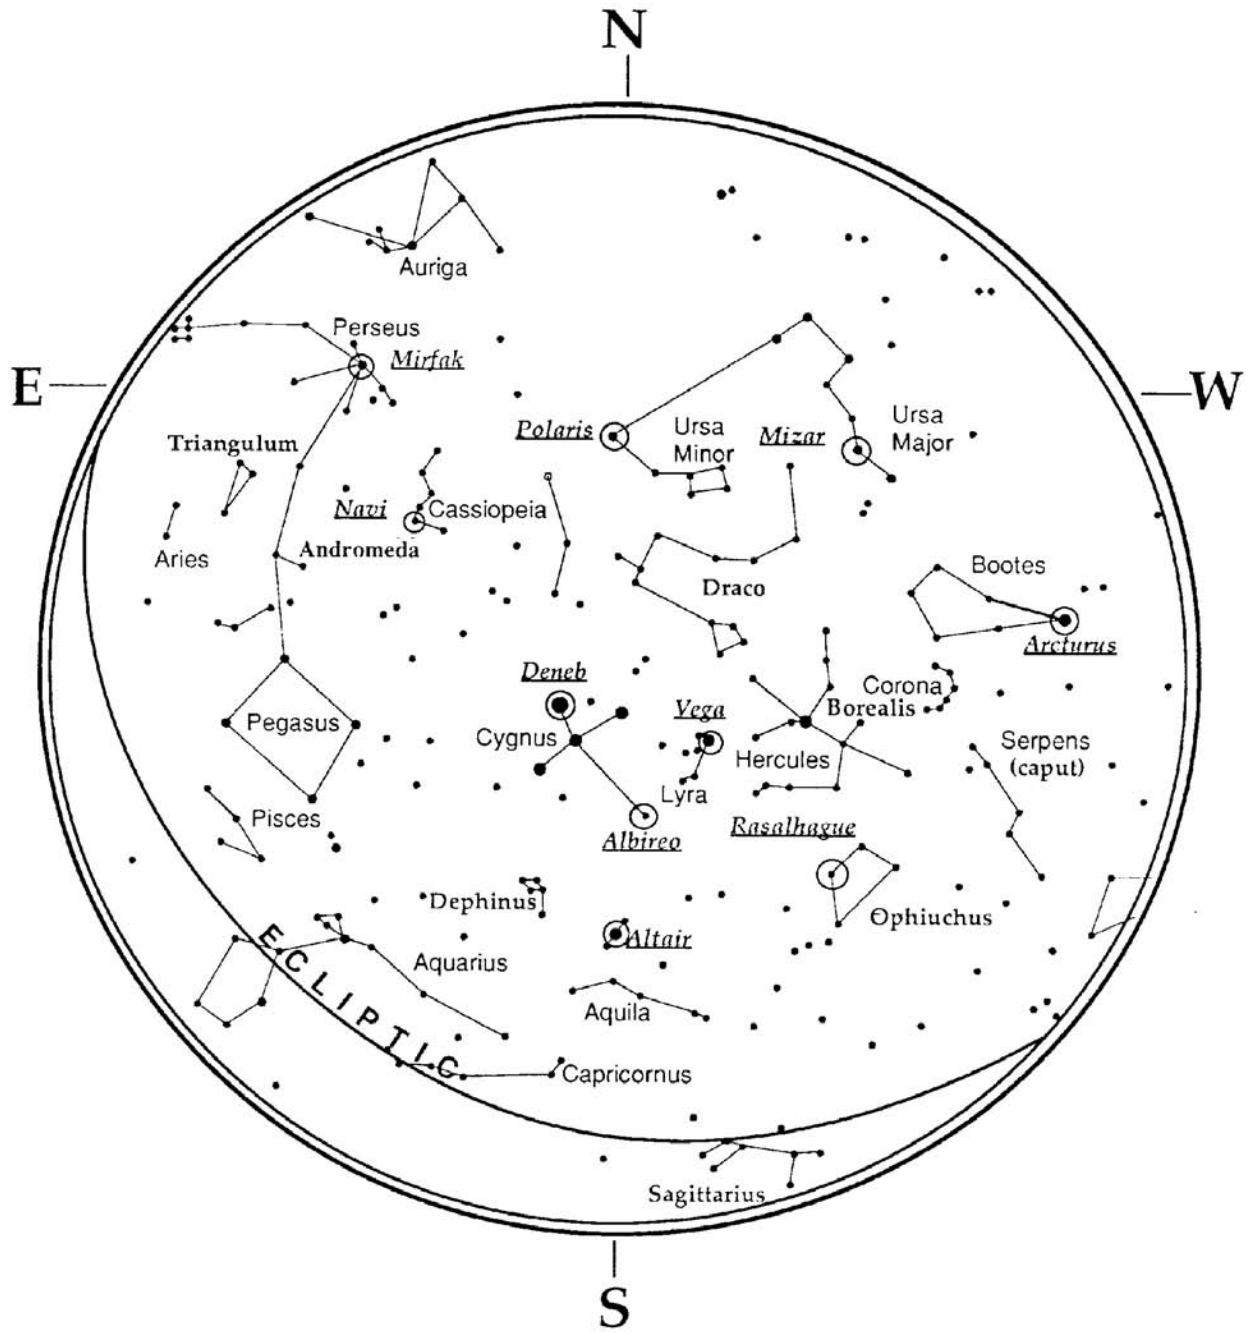 N
Auriga
Perseus
Mirfak
E
W
Triangulum
Polaris
Ursa
Minor
Mizar
Ursa
Major
Navi
Cassiopeia
Aries
Andromeda
Draco
Bootes
Arcturus
Deneb
Pegasus
Cygnus
Vega
Corona
Borealis
Hercules
Serpens
(caput)
Lyra
Pisces
Albireo
Rasalhague
Dephinus
Ophiuchus
Altair
ECLIPTIC
Aquarius
Aquila
Capricornus
Sagittarius
S